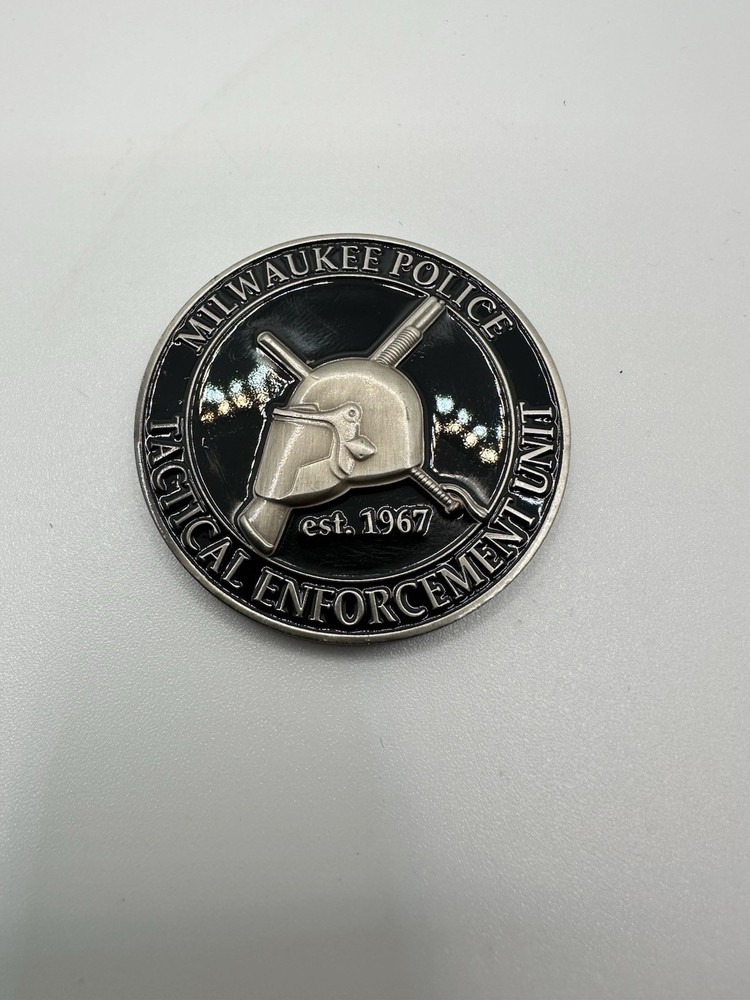 MILWAUKEE POLICE
est. 1967
TACTICAL ENFORCEMENT UNIT